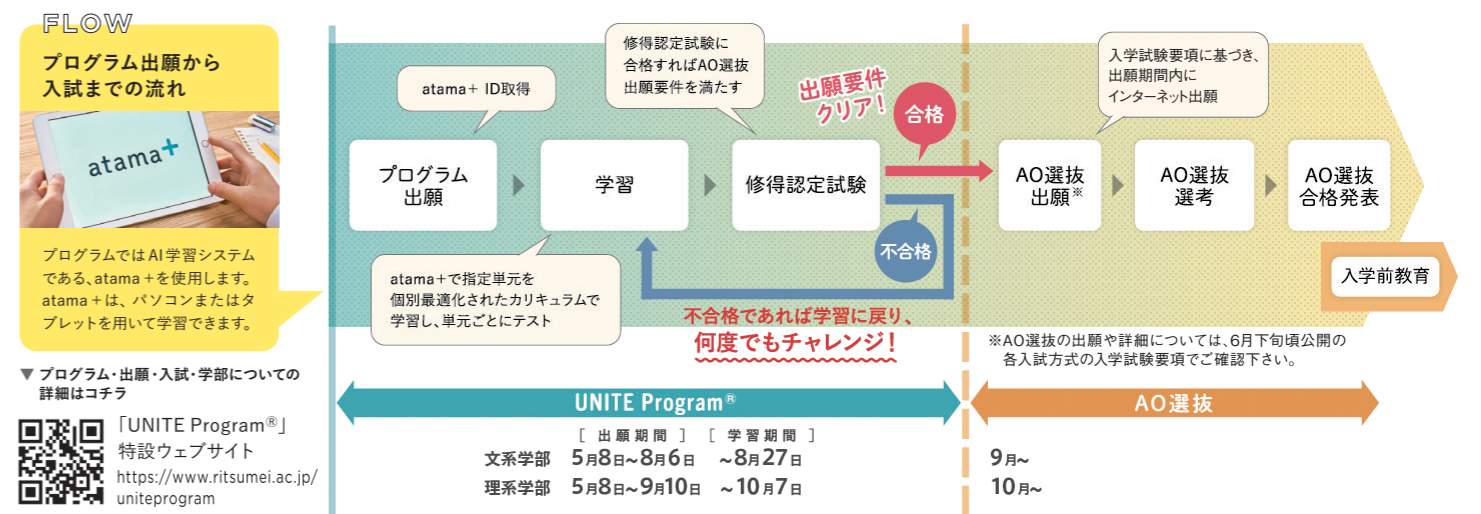 FLOW
プログラム出願から
入試までの流れ
atama+
プログラムではAI学習システム
である、atama+を使用します。
atama+は、パソコンまたはタ
ブレットを用いて学習できます。
▼ プログラム・出願・入試・学部についての
詳細はコチラ
「UNITE Program®」
特設ウェブサイト
https://www.ritsumei.ac.jp/
uniteprogram
atama+ ID取得
修得認定試験に
合格すればAO選抜
出願要件を満たす
出願要件
クリア!
合格
入学試験要項に基づき、
出願期間内に
インターネット出願
プログラム
出願
学習
修得認定試験
AO選抜
出願※
AO選抜
選考
AO選抜
合格発表
不合格
入学前教育
atama+で指定単元を
個別最適化されたカリキュラムで
学習し、単元ごとにテスト
不合格であれば学習に戻り、
何度でもチャレンジ!
※AO選抜の出願や詳細については、6月下旬頃公開の
各入試方式の入学試験要項でご確認下さい。
UNITE Program®
AO選抜
[ 出願期間 ] [ 学習期間 ]
文系学部 5月8日~8月6日 ~8月27日 9月~
理系学部 5月8日~9月10日 ~10月7日 10月~